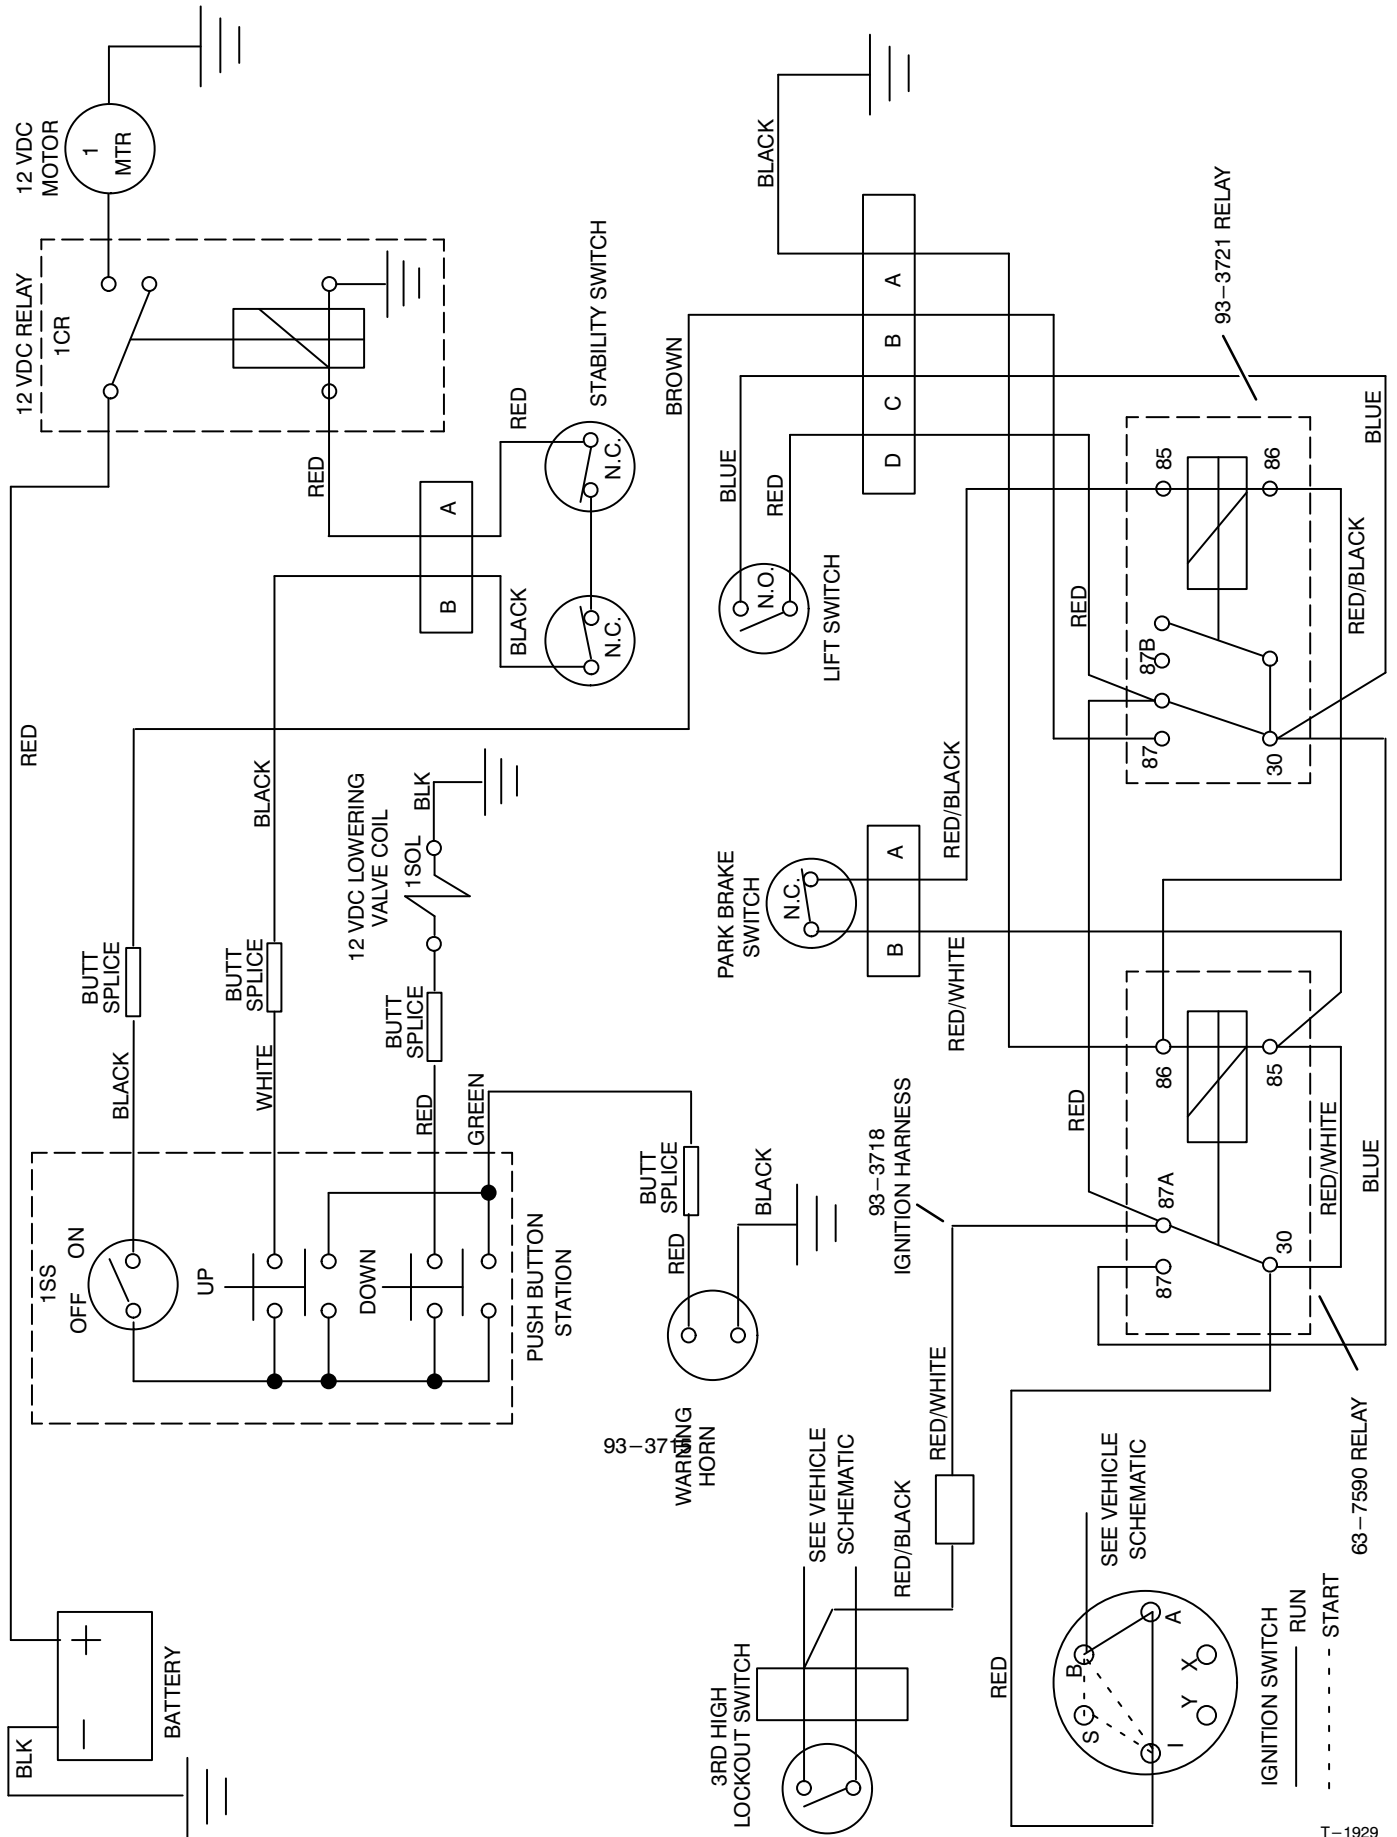 12 VDC
MOTOR
1
MTR
12 VDC RELAY
1CR
RED
RED
RED
STABILITY SWITCH
N.C.
N.C.
A
B
BLACK
BLACK
BROWN
BLACK
A
B
C
D
93-3721 RELAY
BLUE
RED
N.O.
LIFT SWITCH
85
86
87B
87
30
RED
RED/BLACK
BLUE
12 VDC LOWERING
VALVE COIL
1SOL
BLK
BUTT
SPLICE
BUTT
SPLICE
BUTT
SPLICE
BLACK
WHITE
RED
GREEN
PARK BRAKE
SWITCH
N.C.
A
B
RED/BLACK
RED/WHITE
1SS
OFF
ON
UP
DOWN
PUSH BUTTON
STATION
BUTT
SPLICE
RED
BLACK
WARNING
HORN
93-3718
IGNITION HARNESS
RED
86
85
87A
87
30
RED/WHITE
BLUE
63-7590 RELAY
BATTERY
+
-
BLK
3RD HIGH
LOCKOUT SWITCH
SEE VEHICLE
SCHEMATIC
RED/BLACK
RED/WHITE
RED
SEE VEHICLE
SCHEMATIC
B
A
S
I
X
Y
IGNITION SWITCH
RUN
START
T-1929